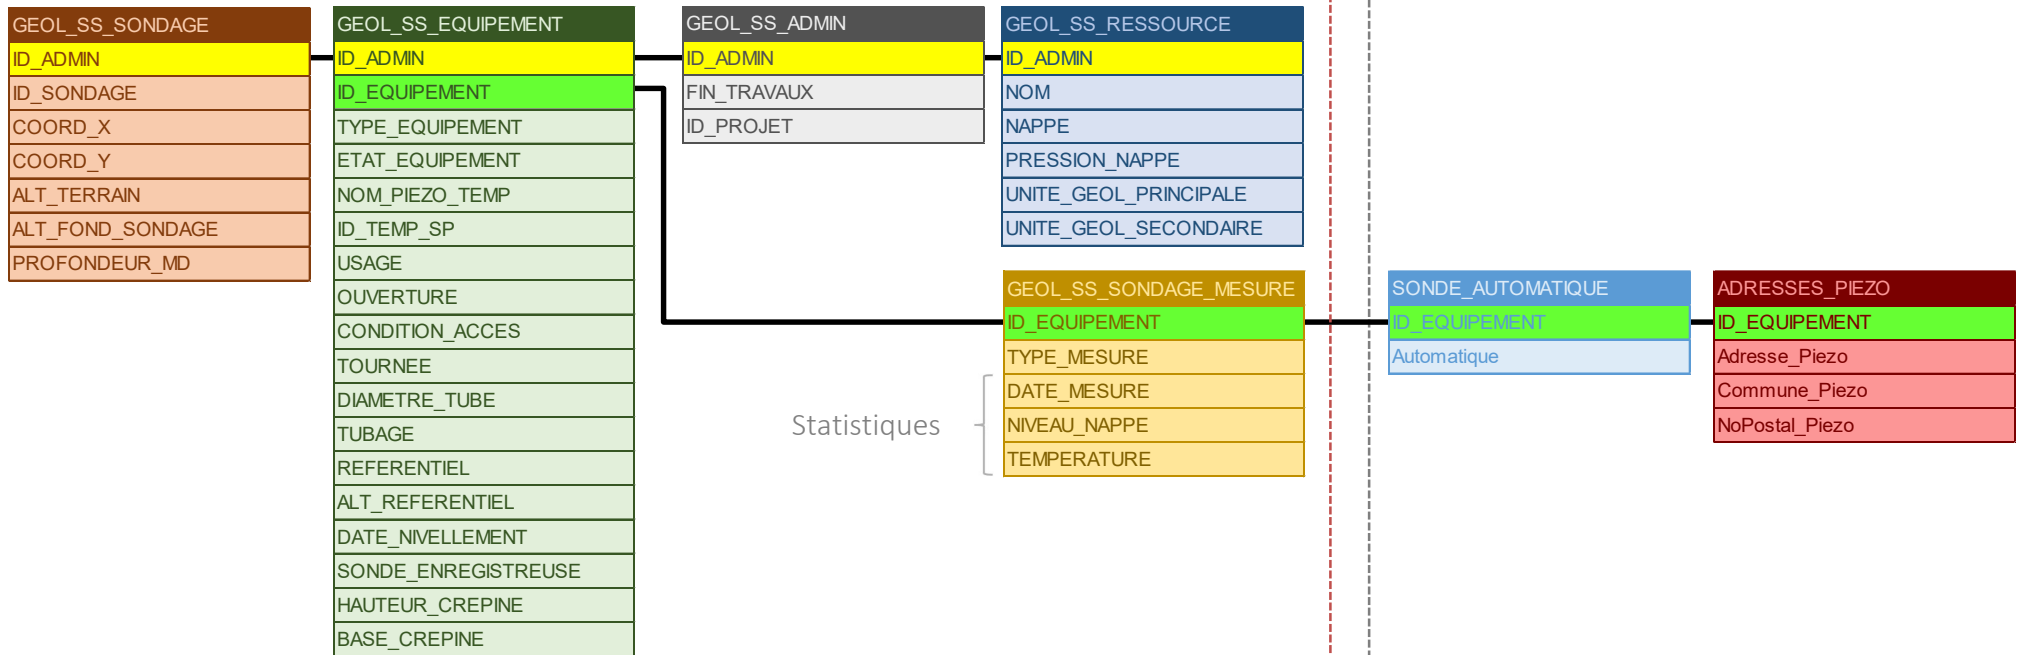 GEOL_SS_SONDAGE
ID_ADMIN
ID_SONDAGE
COORD_X
COORD_Y
ALT_TERRAIN
ALT_FOND_SONDAGE
PROFONDEUR_MD
GEOL_SS_EQUIPEMENT
ID_ADMIN
ID_EQUIPEMENT
TYPE_EQUIPEMENT
ETAT_EQUIPEMENT
NOM_PIEZO_TEMP
ID_TEMP_SP
USAGE
OUVERTURE
CONDITION_ACCES
TOURNEE
DIAMETRE_TUBE
TUBAGE
REFERENTIEL
ALT_REFERENTIEL
DATE_NIVELLEMENT
SONDE_ENREGISTREUSE
HAUTEUR_CREPINE
BASE_CREPINE
GEOL_SS_ADMIN
ID_ADMIN
FIN_TRAVAUX
ID_PROJET
GEOL_SS_RESSOURCE
ID_ADMIN
NOM
NAPPE
PRESSION_NAPPE
UNITE_GEOL_PRINCIPALE
UNITE_GEOL_SECONDAIRE
Statistiques
GEOL_SS_SONDAGE_MESURE
ID_EQUIPEMENT
TYPE_MESURE
DATE_MESURE
NIVEAU_NAPPE
TEMPERATURE
SONDE_AUTOMATIQUE
ID_EQUIPEMENT
Automatique
ADRESSES_PIEZO
ID_EQUIPEMENT
Adresse_Piezo
Commune_Piezo
NoPostal_Piezo